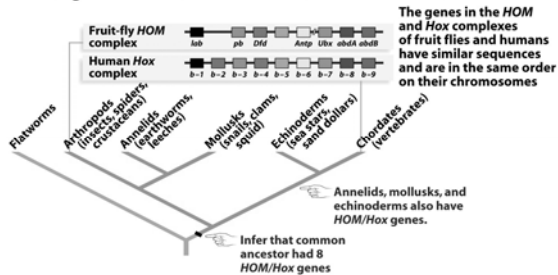 Fruit-fly HOM
complex
lab pb Dfd Antp Ubx abdA abdB
Human Hox
complex
b-1 b-2 b-3 b-4 b-5 b-6 b-7 b-8 b-9
The genes in the HOM
and Hox complexes
of fruit flies and humans
have similar sequences
and are in the same order
on their chromosomes
Flatworms
Arthropods
(insects, spiders,
crustaceans)
Annelids
(earthworms,
leeches)
Mollusks
(snails, clams,
squid)
Echinoderms
(sea stars,
sand dollars)
Chordates
(vertebrates)
Annelids, mollusks, and
echinoderms also have
HOM/Hox genes.
Infer that common
ancestor had 8
HOM/Hox genes